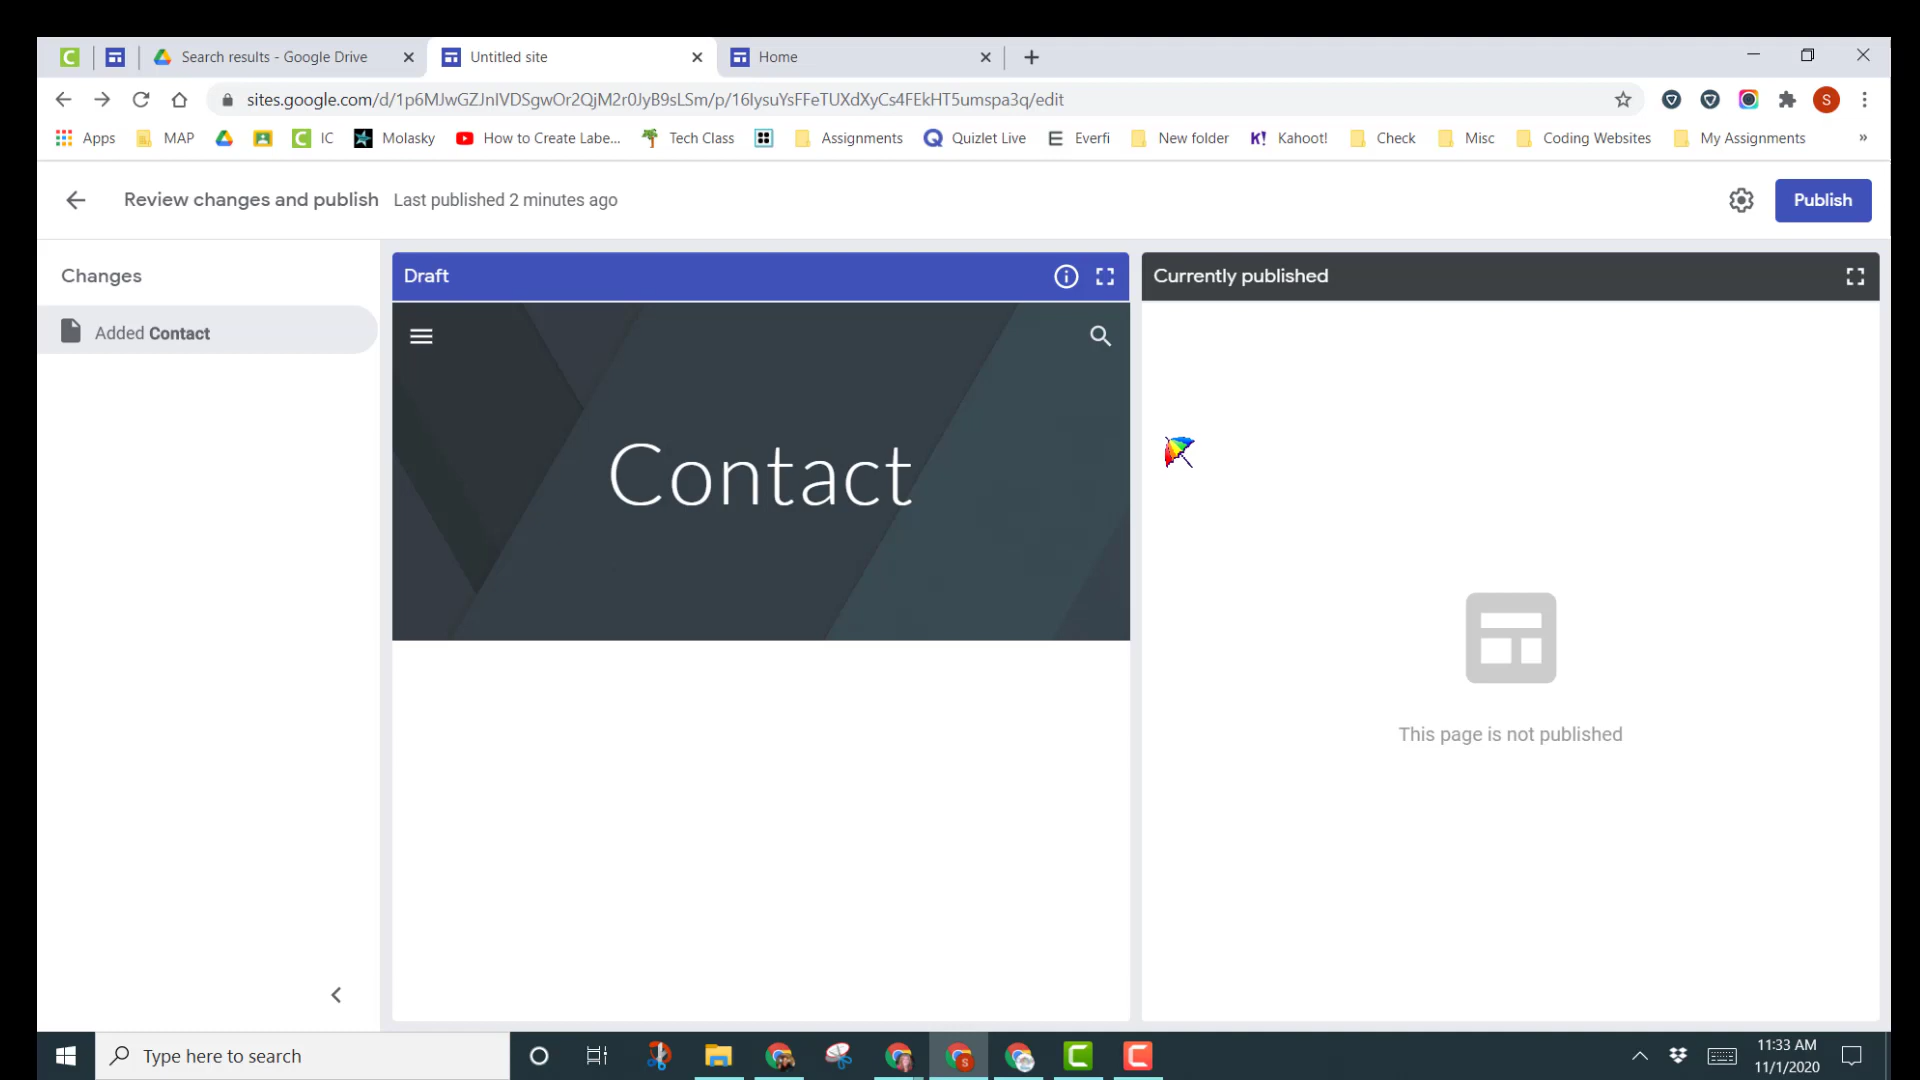 Search results - Google Drive
Untitled site
Home
sites.google.com/d/1p6MJwGZJnIVDSgwOr2QjM2r0JyB9sLSm/p/16IysuYsFFeTUXdXyCs4FEkHT5umspa3q/edit
S
Apps
MAP
IC
Molasky
How to Create Labe...
Tech Class
Assignments
Quizlet Live
Everfi
New folder
K!
Kahoot!
Check
Misc
Coding Websites
My Assignments
»
Review changes and publish
Last published 2 minutes ago
Publish
Changes
Draft
Currently published
Added Contact
Contact
This page is not published
Type here to search
11:33 AM
11/1/2020